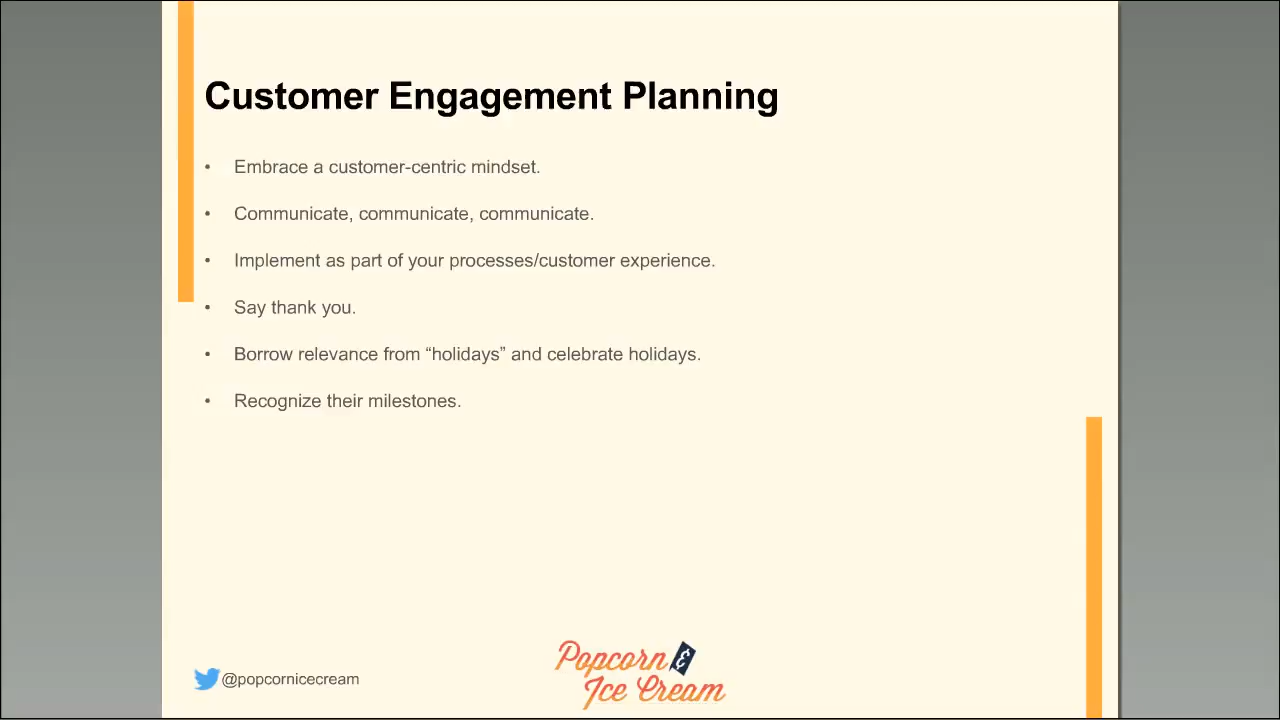 Customer Engagement Planning
• Embrace a customer-centric mindset.
• Communicate, communicate, communicate.
• Implement as part of your processes/customer experience.
• Say thank you.
• Borrow relevance from “holidays” and celebrate holidays.
• Recognize their milestones.
@popcornicecream
Popcorn &
Ice Cream